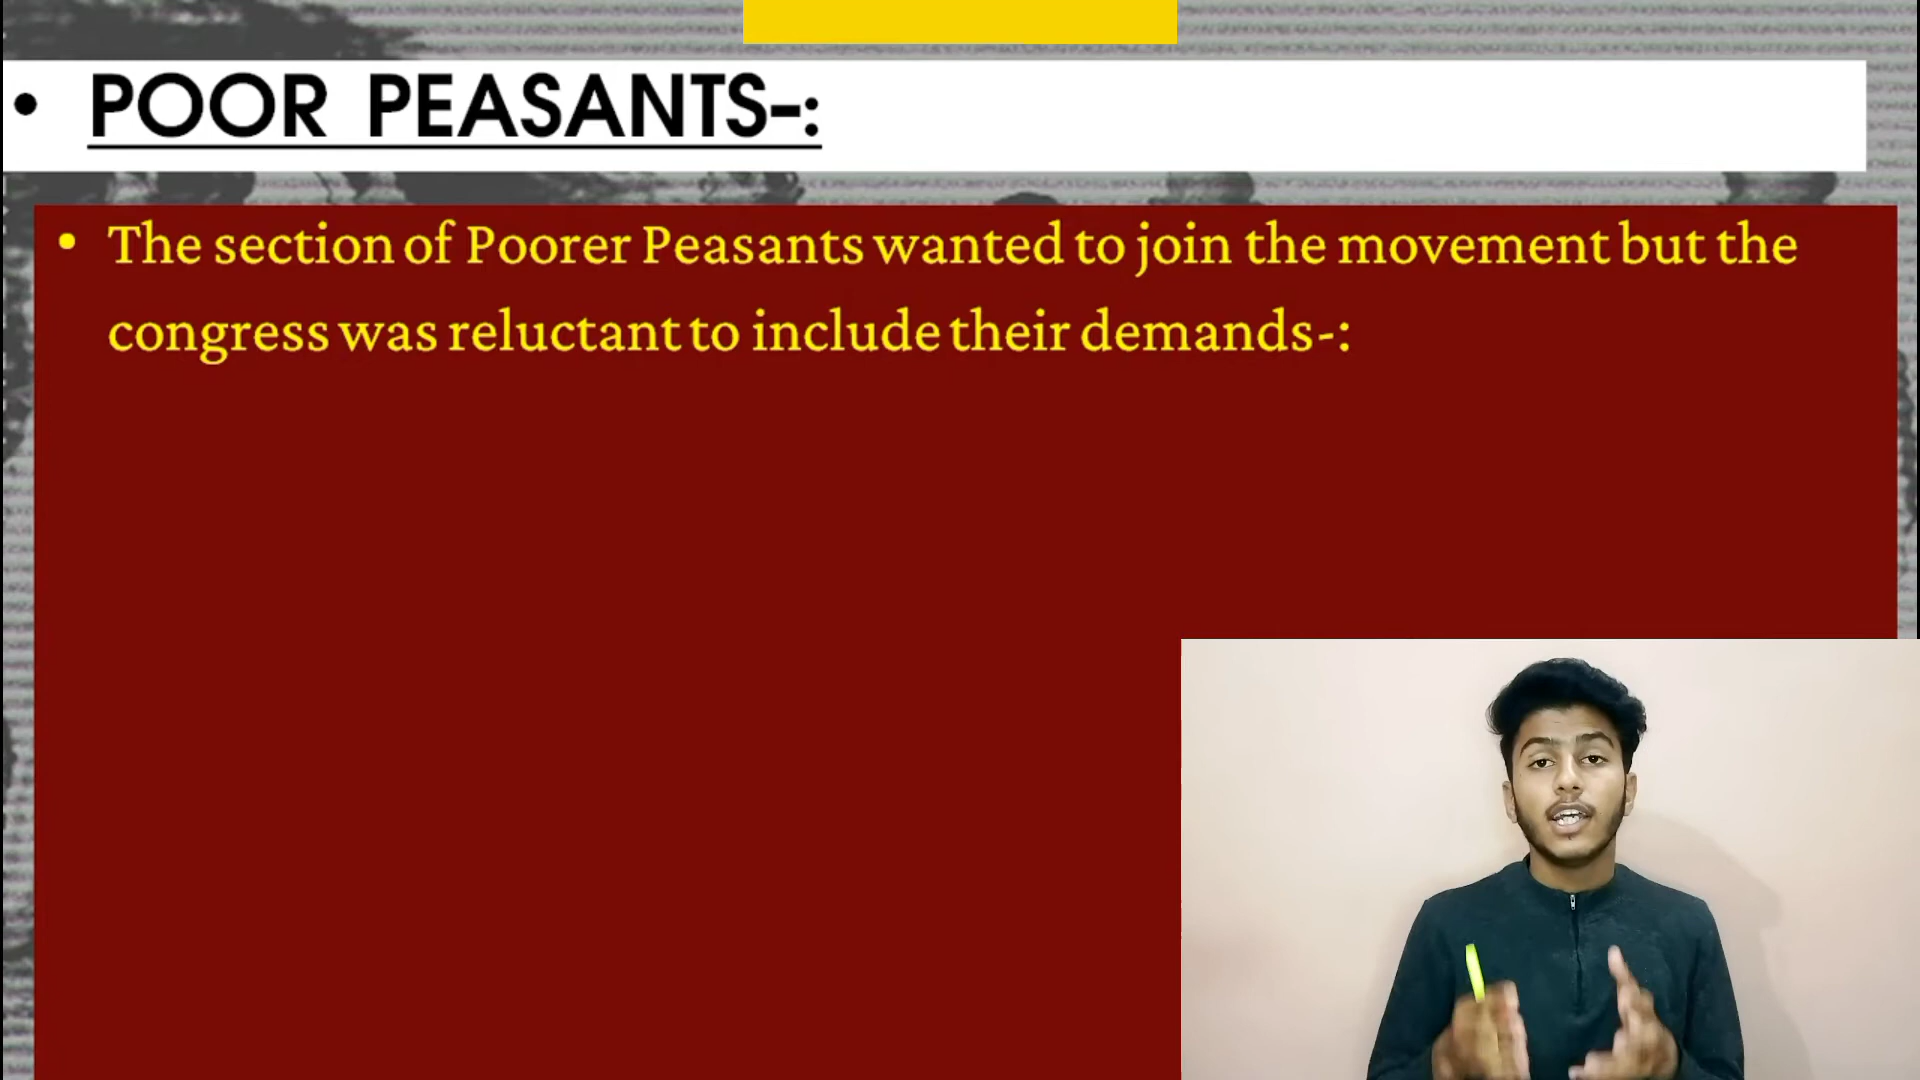 • POOR PEASANTS-:
• The section of Poorer Peasants wanted to join the movement but the
congress was reluctant to include their demands-: